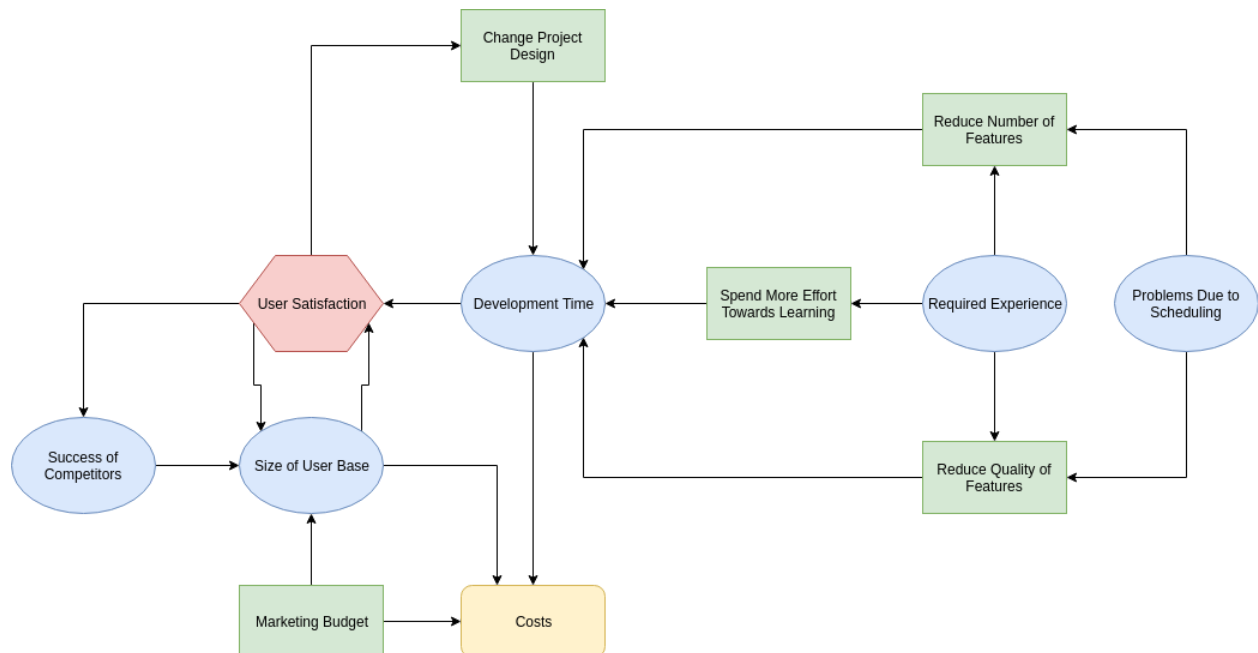 Change Project
Design
Reduce Number of
Features
User Satisfaction
Development Time
Spend More Effort
Towards Learning
Required Experience
Problems Due to
Scheduling
Success of
Competitors
Size of User Base
Reduce Quality of
Features
Marketing Budget
Costs